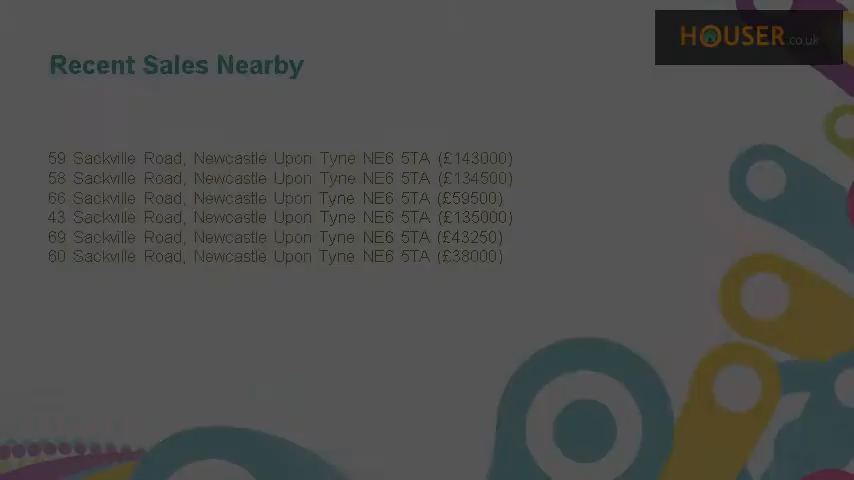 HOUSER.co.uk
Recent Sales Nearby
59 Sackville Road, Newcastle Upon Tyne NE6 5TA (£143000)
58 Sackville Road, Newcastle Upon Tyne NE6 5TA (£134500)
66 Sackville Road, Newcastle Upon Tyne NE6 5TA (£59500)
43 Sackville Road, Newcastle Upon Tyne NE6 5TA (£135000)
69 Sackville Road, Newcastle Upon Tyne NE6 5TA (£43250)
60 Sackville Road, Newcastle Upon Tyne NE6 5TA (£38000)